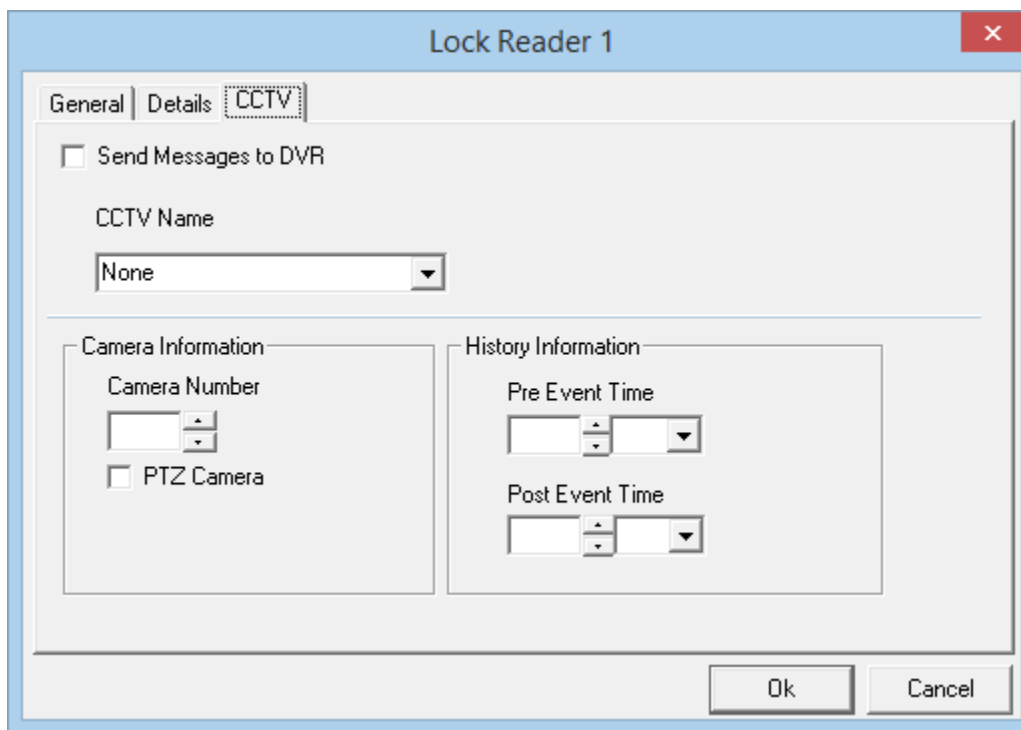 Lock Reader 1
General Details CCTV
Send Messages to DVR
CCTV Name
None
Camera Information
Camera Number
PTZ Camera
History Information
Pre Event Time
Post Event Time
Ok Cancel